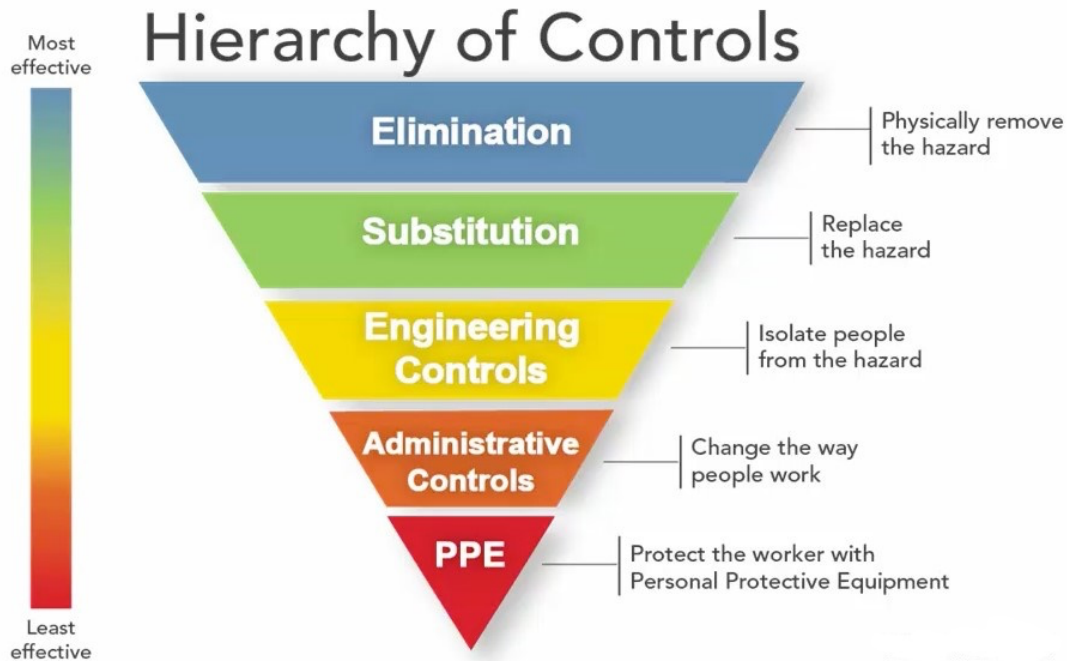 Hierarchy of Controls
Most
effective
Elimination
Physically remove
the hazard
Substitution
Replace
the hazard
Engineering
Controls
Isolate people
from the hazard
Administrative
Controls
Change the way
people work
PPE
Protect the worker with
Personal Protective Equipment
Least
effective